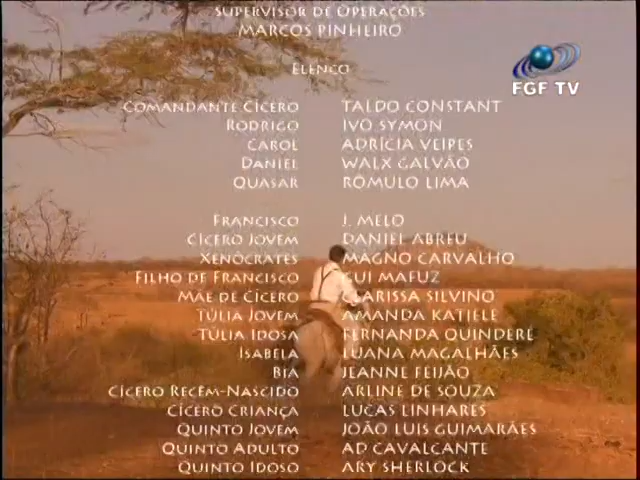 Supervisor de Operações
Marcos Pinheiro
Elenco
FGF TV
Comandante Cícero Taldo Constant
Rodrigo Ivo Symon
Carol Adrícia Veipes
Daniel Walx Galvão
Quasar Rômulo Lima
Francisco J. Melo
Cícero Jovem Daniel Abreu
Xenócrates Magno Carvalho
Filho de Francisco Mafuz
Mãe de Cícero Clarissa Silvino
Túlia Jovem Amanda Katiele
Túlia Idosa Fernanda Quinderé
Isabela Luana Magalhães
Bia Jeanne Feijão
Cícero Recém-Nascido Arline de Souza
Cícero Criança Lucas Linhares
Quinto Jovem João Luis Guimarães
Quinto Adulto AD Cavalcante
Quinto Idoso Ary Sherlock